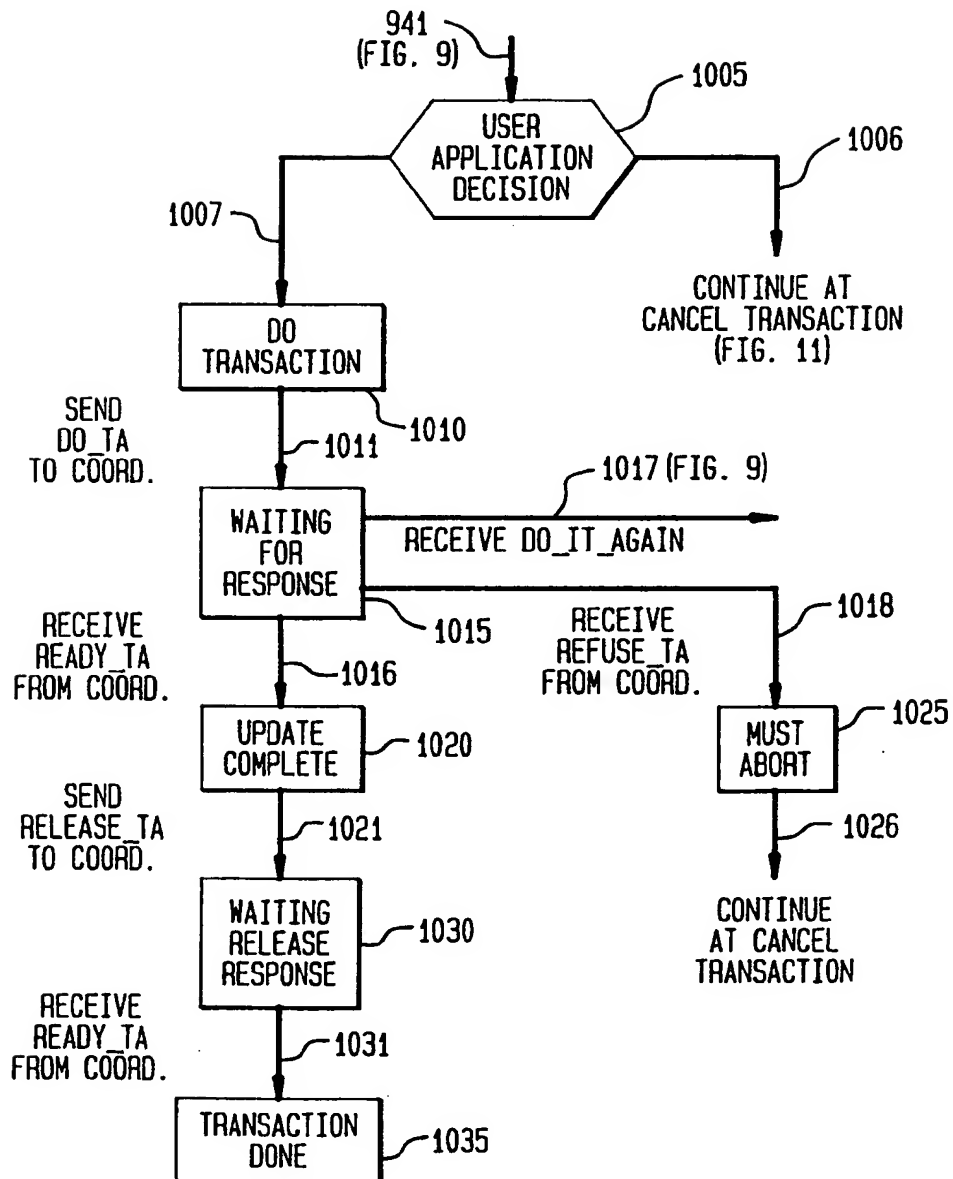 941
(FIG. 9)
1005
USER
APPLICATION
DECISION
1006
1007
CONTINUE AT
CANCEL TRANSACTION
(FIG. 11)
DO
TRANSACTION
1010
SEND
DO_TA
TO COORD.
1011
WAITING
FOR
RESPONSE
1015
1017 (FIG. 9)
RECEIVE DO_IT_AGAIN
RECEIVE
READY_TA
FROM COORD.
1016
RECEIVE
REFUSE_TA
FROM COORD.
1018
UPDATE
COMPLETE
1020
MUST
ABORT
1025
SEND
RELEASE_TA
TO COORD.
1021
1026
WAITING
RELEASE
RESPONSE
1030
CONTINUE
AT CANCEL
TRANSACTION
RECEIVE
READY_TA
FROM COORD.
1031
TRANSACTION
DONE
1035